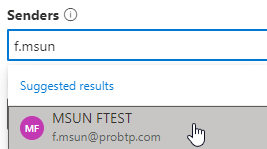 Senders
f.msun
Suggested results
MF
MSUN FTEST
f.msun@probtp.com